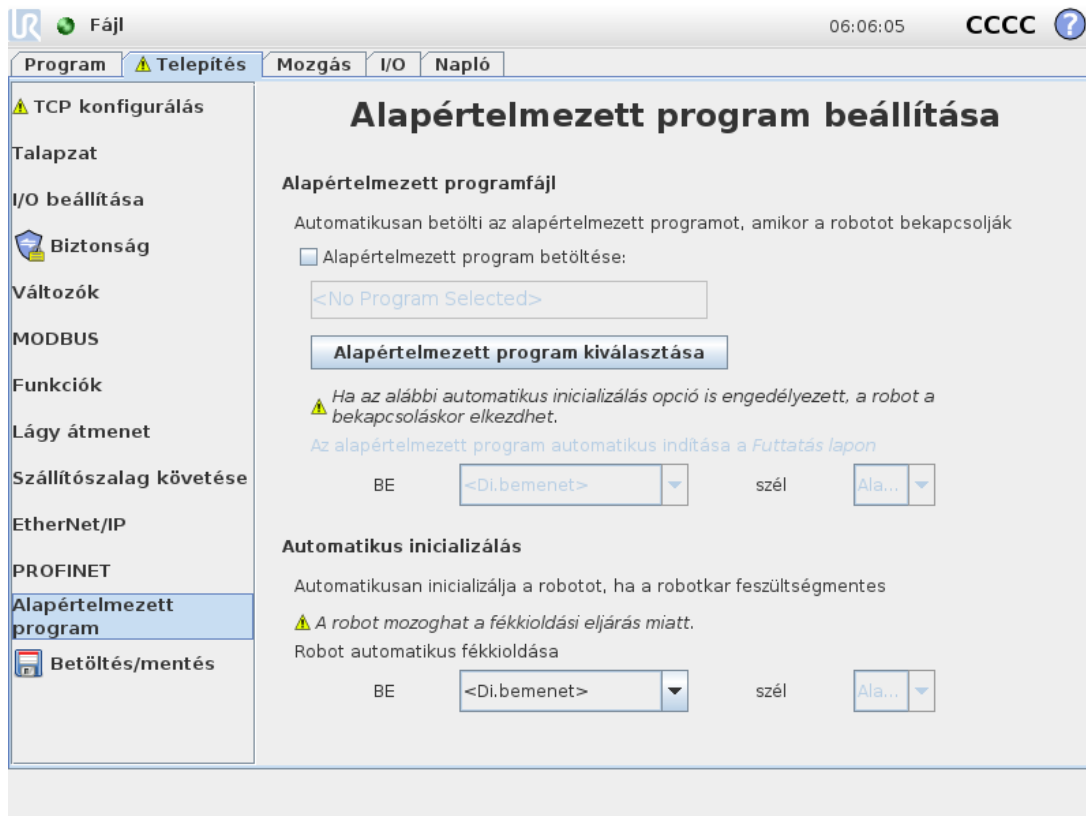 UR Fájl 06:06:05 CCCC ?
Program Telepítés Mozgás I/O Napló
TCP konfigurálás
Talapzat
I/O beállítása
Biztonság
Változók
MODBUS
Funkciók
Lágy átmenet
Szállítószalag követése
EtherNet/IP
PROFINET
Alapértelmezett
program
Betöltés/mentés
Alapértelmezett program beállítása
Alapértelmezett programfájl
Automatikusan betölti az alapértelmezett programot, amikor a robotot bekapcsolják
Alapértelmezett program betöltése:
<No Program Selected>
Alapértelmezett program kiválasztása
Ha az alábbi automatikus inicializálás opció is engedélyezett, a robot a
bekapcsoláskor elkezdhet.
Az alapértelmezett program automatikus indítása a Futtatás lapon
BE <Di.bemenet> szél Ala...
Automatikus inicializálás
Automatikusan inicializálja a robotot, ha a robotkar feszültségmentes
A robot mozoghat a fékkioldási eljárás miatt.
Robot automatikus fékkioldása
BE <Di.bemenet> szél Ala...